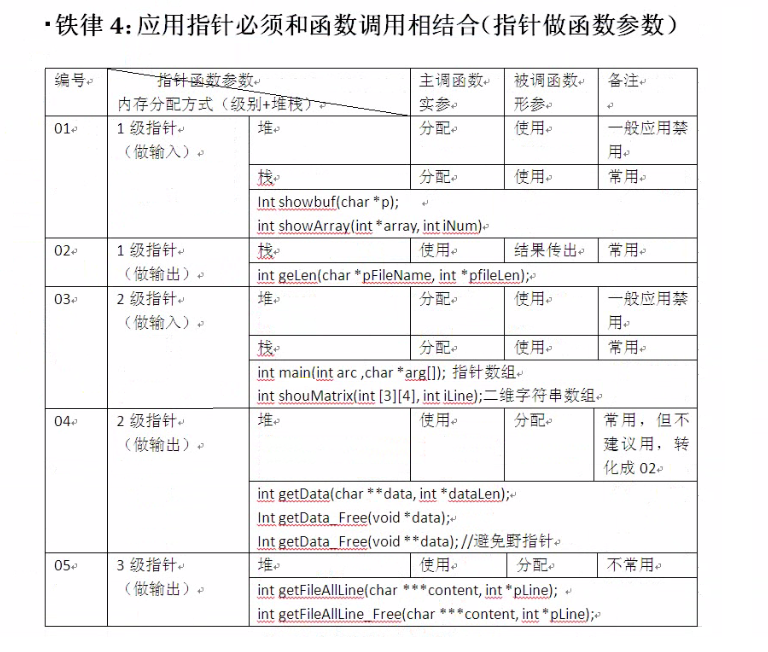 ▪铁律 4：应用指针必须和函数调用相结合（指针做函数参数）
编号 指针函数参数 主调函数 被调函数 备注
内存分配方式（级别+堆栈） 实参 形参
01 1 级指针 堆 分配 使用 一般应用禁
（做输入） 用
栈 分配 使用 常用
Int showbuf(char *p);
int showArray(int *array, int iNum)
02 1 级指针 栈 使用 结果传出 常用
（做输出） int geLen(char *pFileName, int *pfileLen);
03 2 级指针 堆 分配 使用 一般应用禁
（做输入） 用
栈 分配 使用 常用
int main(int arc ,char *arg[]); 指针数组
int shouMatrix(int [3][4], int iLine);二维字符串数组
04 2 级指针 堆 使用 分配 常用，但不
（做输出） 建议用，转
化成 02
int getData(char **data, int *dataLen);
Int getData_Free(void *data);
Int getData_Free(void **data); //避免野指针
05 3 级指针 堆 使用 分配 不常用
（做输出） int getFileAllLine(char ***content, int *pLine);
int getFileAllLine_Free(char ***content, int *pLine);